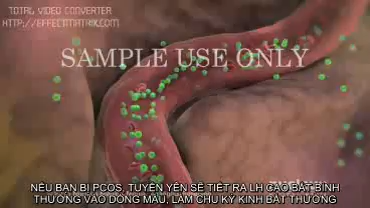 TOTAL VIDEO CONVERTER
HTTP://EFFECTMATRIX.COM
SAMPLE USE ONLY
NẾU BẠN BỊ PCOS, TUYẾN YÊN SẼ TIẾT RA LH CAO BẤT BÌNH
THƯỜNG VÀO DÒNG MÁU, LÀM CHU KỲ KINH BẤT THƯỜNG